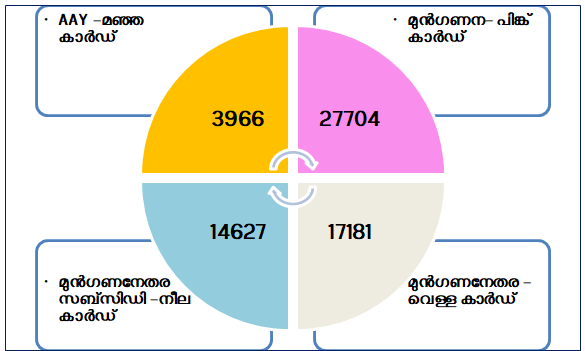 • AAY -മഞ്ഞ
കാർഡ്
• മുൻഗണന- പിങ്ക്
കാർഡ്
3966
27704
14627
17181
• മുൻഗണനേതര
സബ്സിഡി -നീല
കാർഡ്
മുൻഗണനേതര -
വെള്ള കാർഡ്